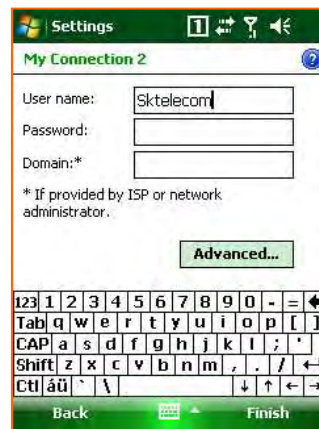 Settings 1
My Connection 2 ?
User name: Sktelecom
Password:
Domain:*
* If provided by ISP or network
administrator.
Advanced...
123 1 2 3 4 5 6 7 8 9 0 - =
Tab q w e r t y u i o p [ ]
CAP a s d f g h j k l ; '
Shift z x c v b n m , . /
Ctl áü ` \
Back Finish